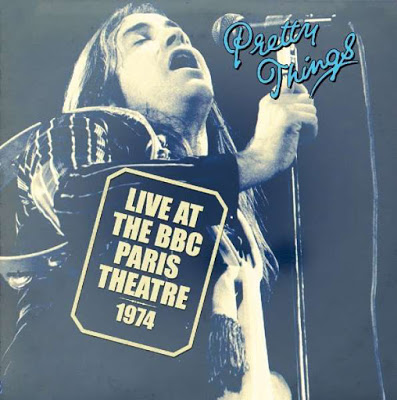 Pretty
Things
LIVE AT
THE BBC
PARIS
THEATRE
1974